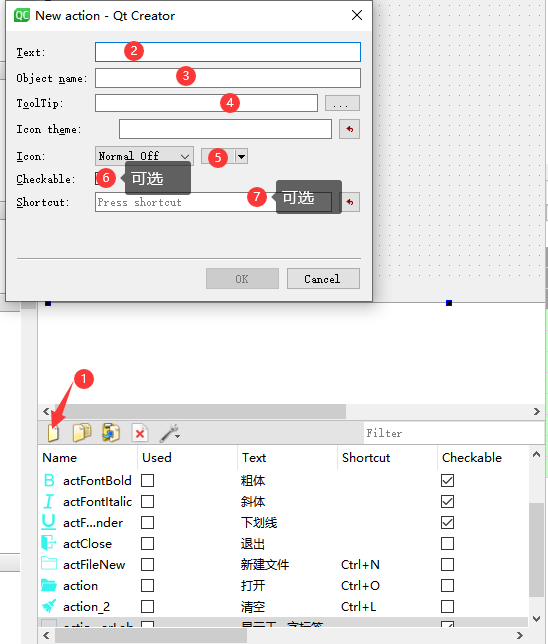 New action - Qt Creator
Text: 2
Object name: 3
ToolTip: 4 ...
Icon theme:
Icon: Normal Off 5
Checkable: 6 可选
Shortcut: Press shortcut 7 可选
OK Cancel
1
Filter
Name Used Text Shortcut Checkable
actFontBold 粗体
actFontItalic 斜体
actF...nder 下划线
actClose 退出
actFileNew 新建文件 Ctrl+N
action 打开 Ctrl+O
action_2 清空 Ctrl+L